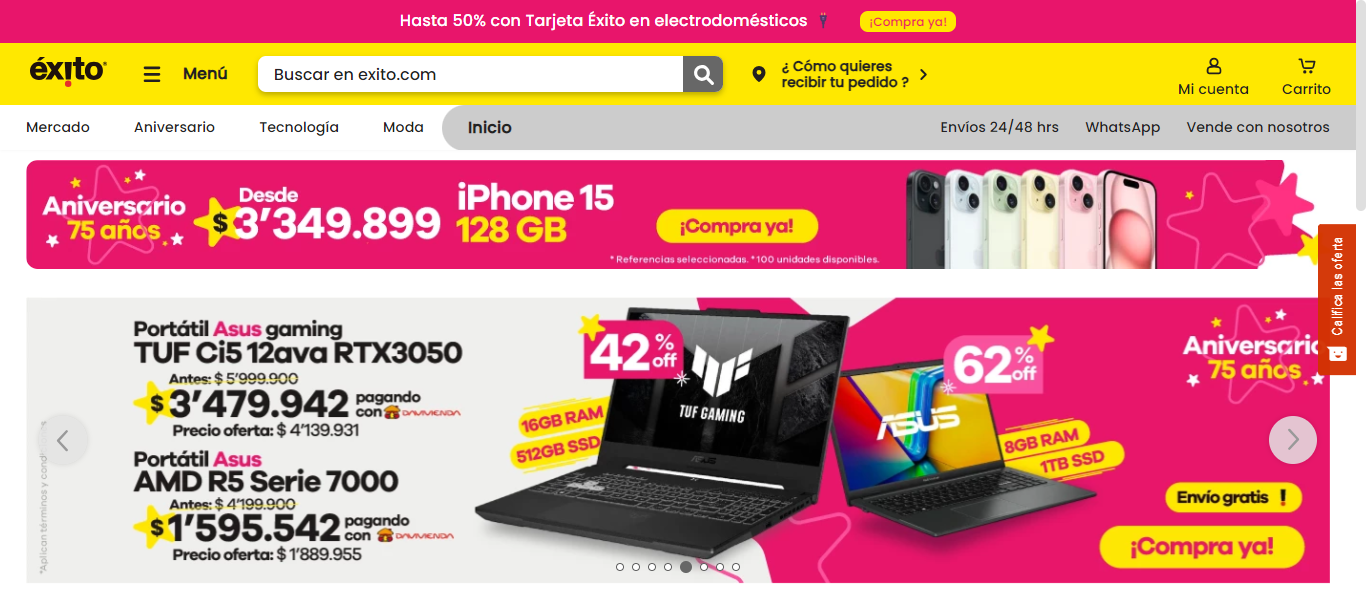 Hasta 50% con Tarjeta Éxito en electrodomésticos
¡Compra ya!
éxito
Menú
Buscar en exito.com
¿ Cómo quieres
recibir tu pedido ?
Mi cuenta
Carrito
Mercado
Aniversario
Tecnología
Moda
Inicio
Envíos 24/48 hrs
WhatsApp
Vende con nosotros
Aniversario
75 años
Desde
$3'349.899
iPhone 15
128 GB
¡Compra ya!
* Referencias seleccionadas. *100 unidades disponibles.
Califica las oferta
Portátil Asus gaming
TUF Ci5 12ava RTX3050
Antes: $ 5'999.900
$3'479.942 pagando
con DAVIVIENDA
Precio oferta: $ 4'139.931
Portátil Asus
AMD R5 Serie 7000
Antes: $ 4'199.900
$1'595.542 pagando
con DAVIVIENDA
Precio oferta: $ 1'889.955
*Aplican términos y cond
42% off
16GB RAM
512GB SSD
TUF GAMING
ASUS
62% off
ASUS
8GB RAM
1TB SSD
Aniversario
75 años
Envío gratis !
¡Compra ya!